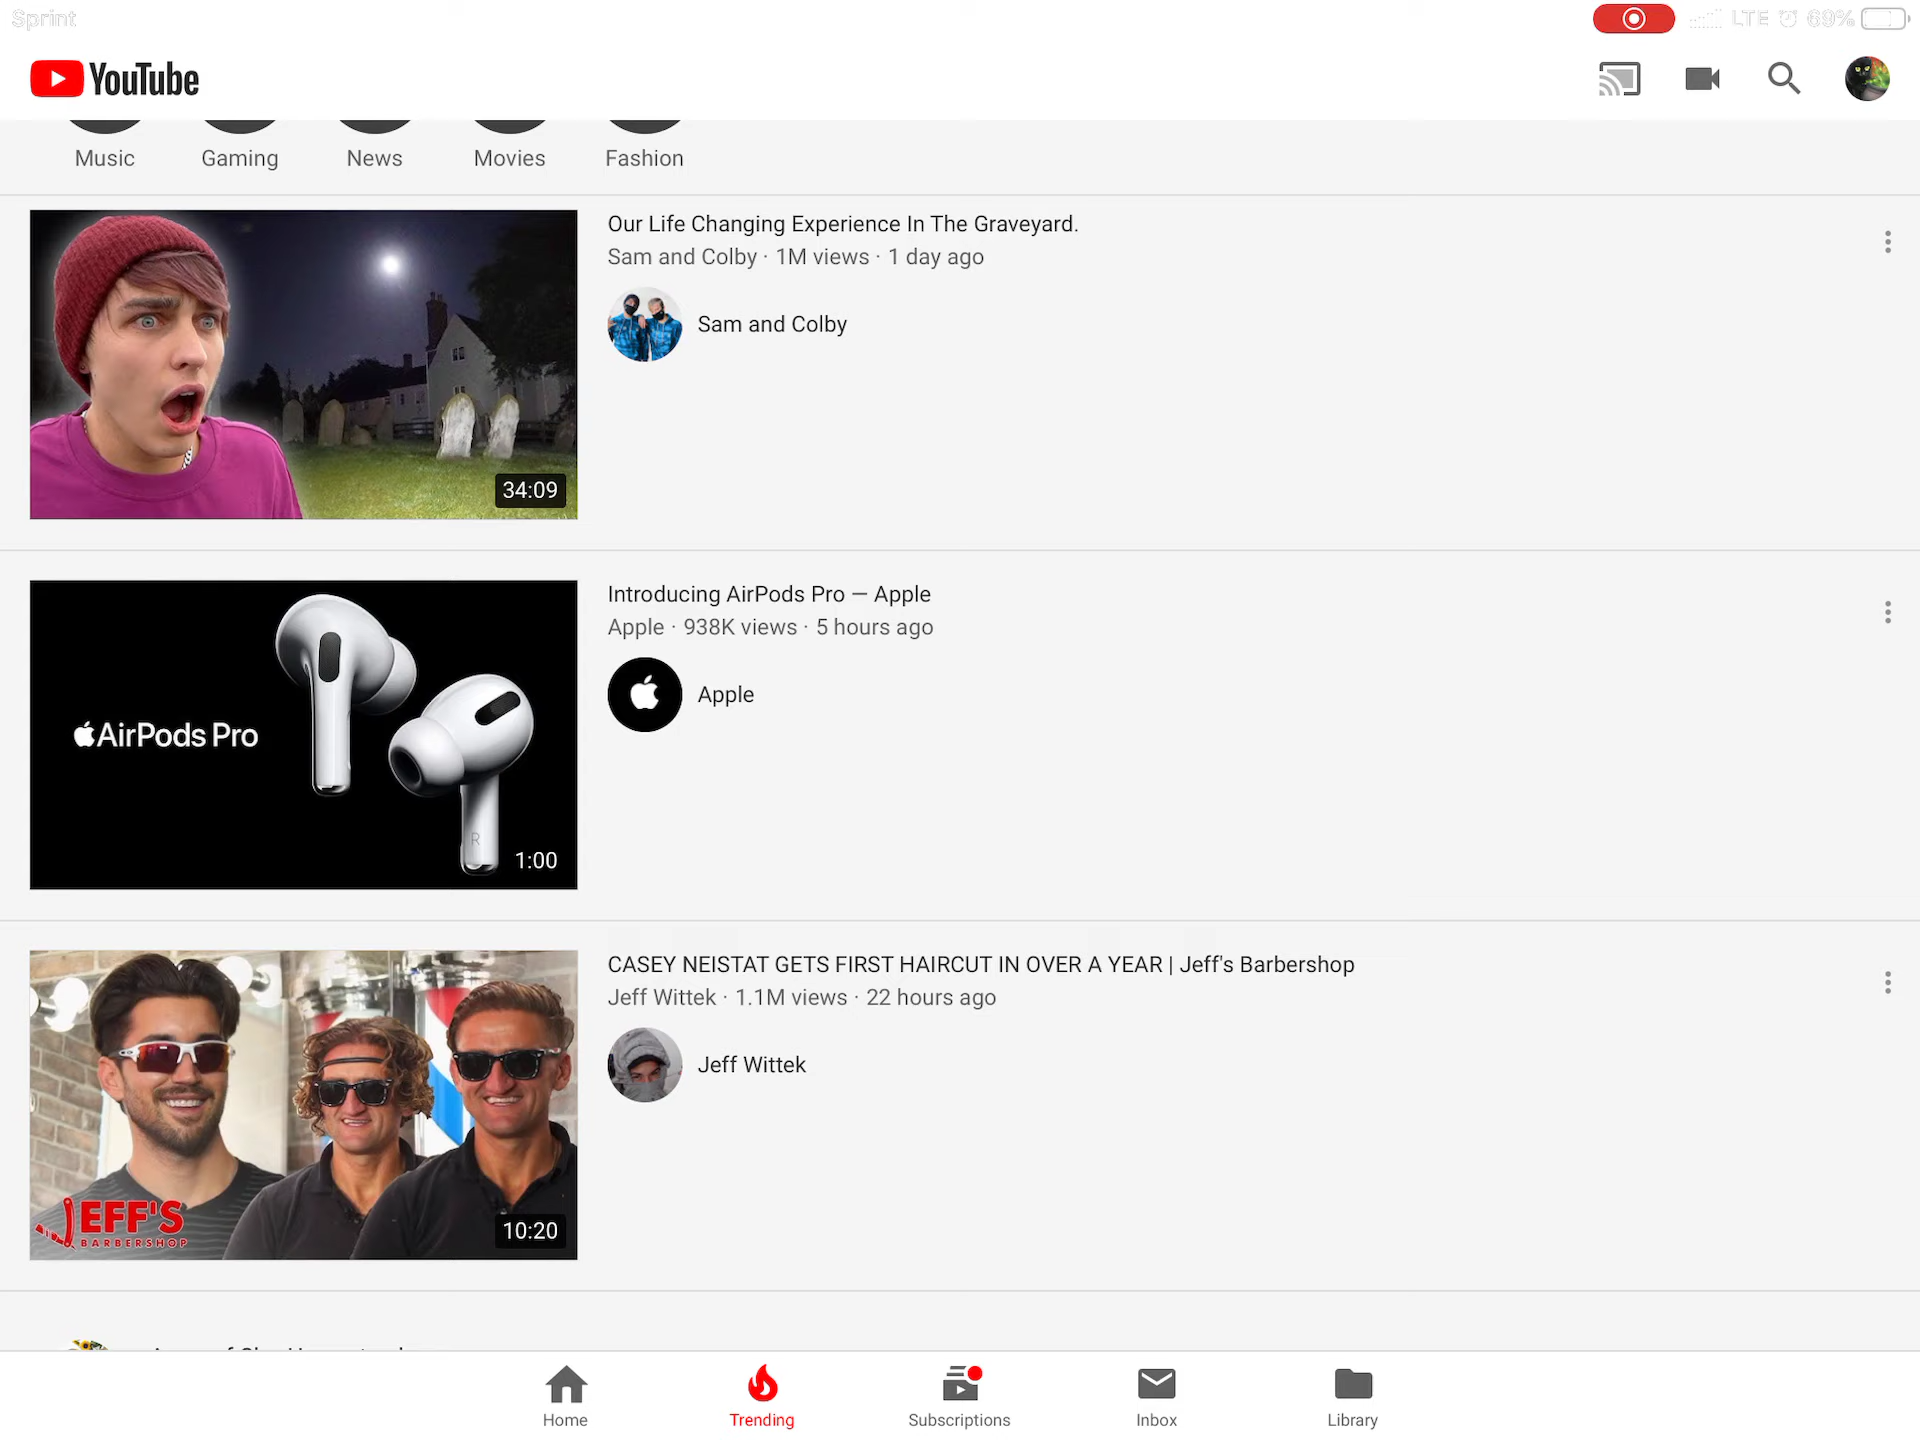 Sprint
LTE 69%
YouTube
Music Gaming News Movies Fashion
Our Life Changing Experience In The Graveyard.
Sam and Colby · 1M views · 1 day ago
Sam and Colby
34:09
Introducing AirPods Pro — Apple
Apple · 938K views · 5 hours ago
Apple
AirPods Pro
R
1:00
CASEY NEISTAT GETS FIRST HAIRCUT IN OVER A YEAR | Jeff's Barbershop
Jeff Wittek · 1.1M views · 22 hours ago
Jeff Wittek
JEFF'S
BARBERSHOP
10:20
Home Trending Subscriptions Inbox Library